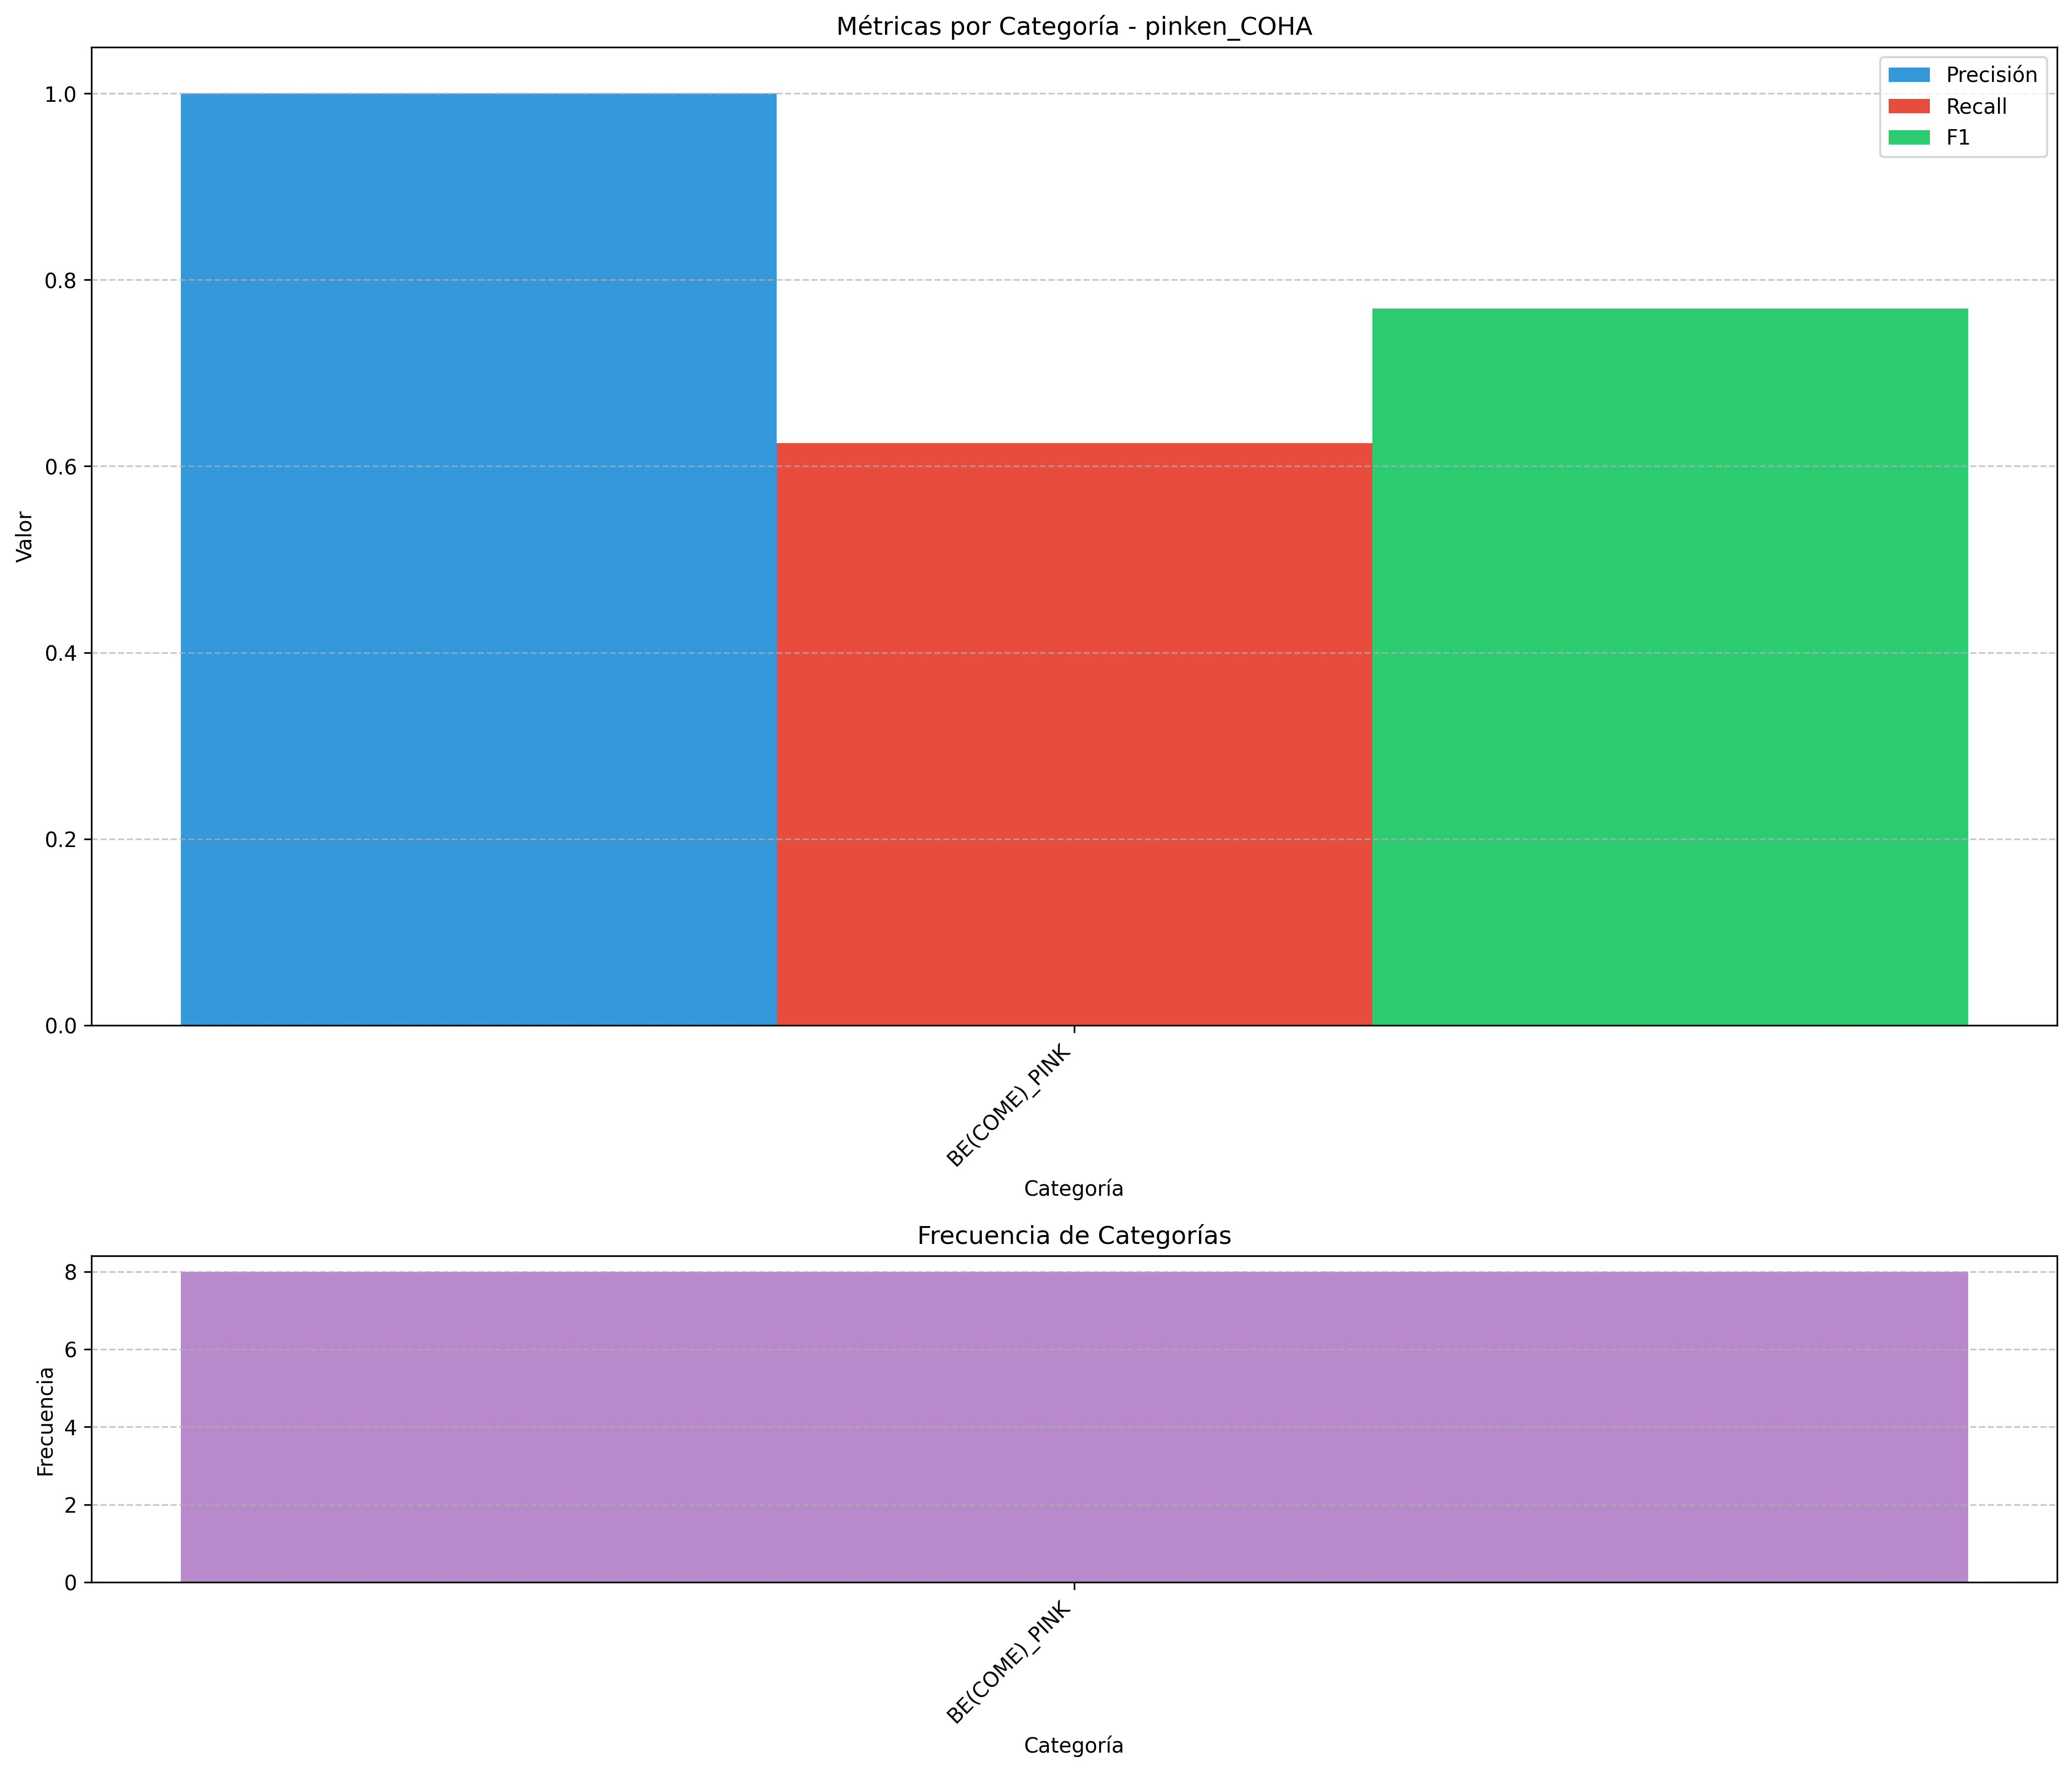 Métricas por Categoría - pinken_COHA
Precisión
Recall
F1
1.0
0.8
0.6
0.4
0.2
0.0
Valor
BE(COME)_PINK
Categoría
Frecuencia de Categorías
8
6
4
2
0
Frecuencia
BE(COME)_PINK
Categoría